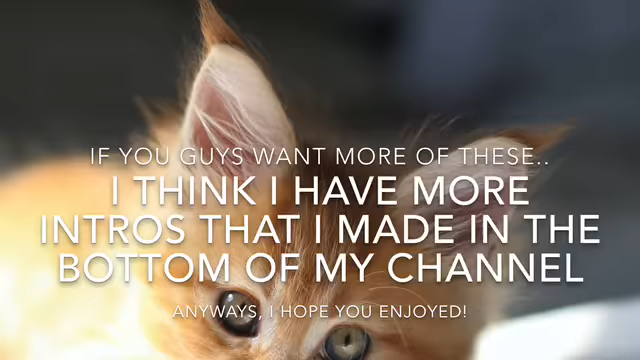 IF YOU GUYS WANT MORE OF THESE..
I THINK I HAVE MORE
INTROS THAT I MADE IN THE
BOTTOM OF MY CHANNEL
ANYWAYS, I HOPE YOU ENJOYED!